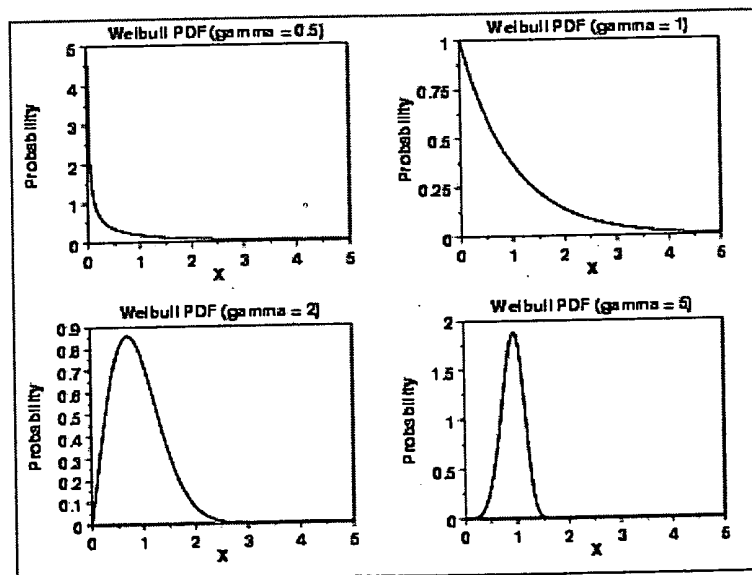 Weibull PDF (gamma = 0.5)
5
4
3
2
1
0
Probability
0 1 2 3 4 5
X
Weibull PDF (gamma = 1)
1
0.75
0.5
0.25
0
Probability
0 1 2 3 4 5
X
Weibull PDF (gamma = 2)
0.9
0.8
0.7
0.6
0.5
0.4
0.3
0.2
0.1
0
Probability
0 1 2 3 4 5
X
Weibull PDF (gamma = 5)
2
1.5
1
0.5
0
Probability
0 1 2 3 4 5
X